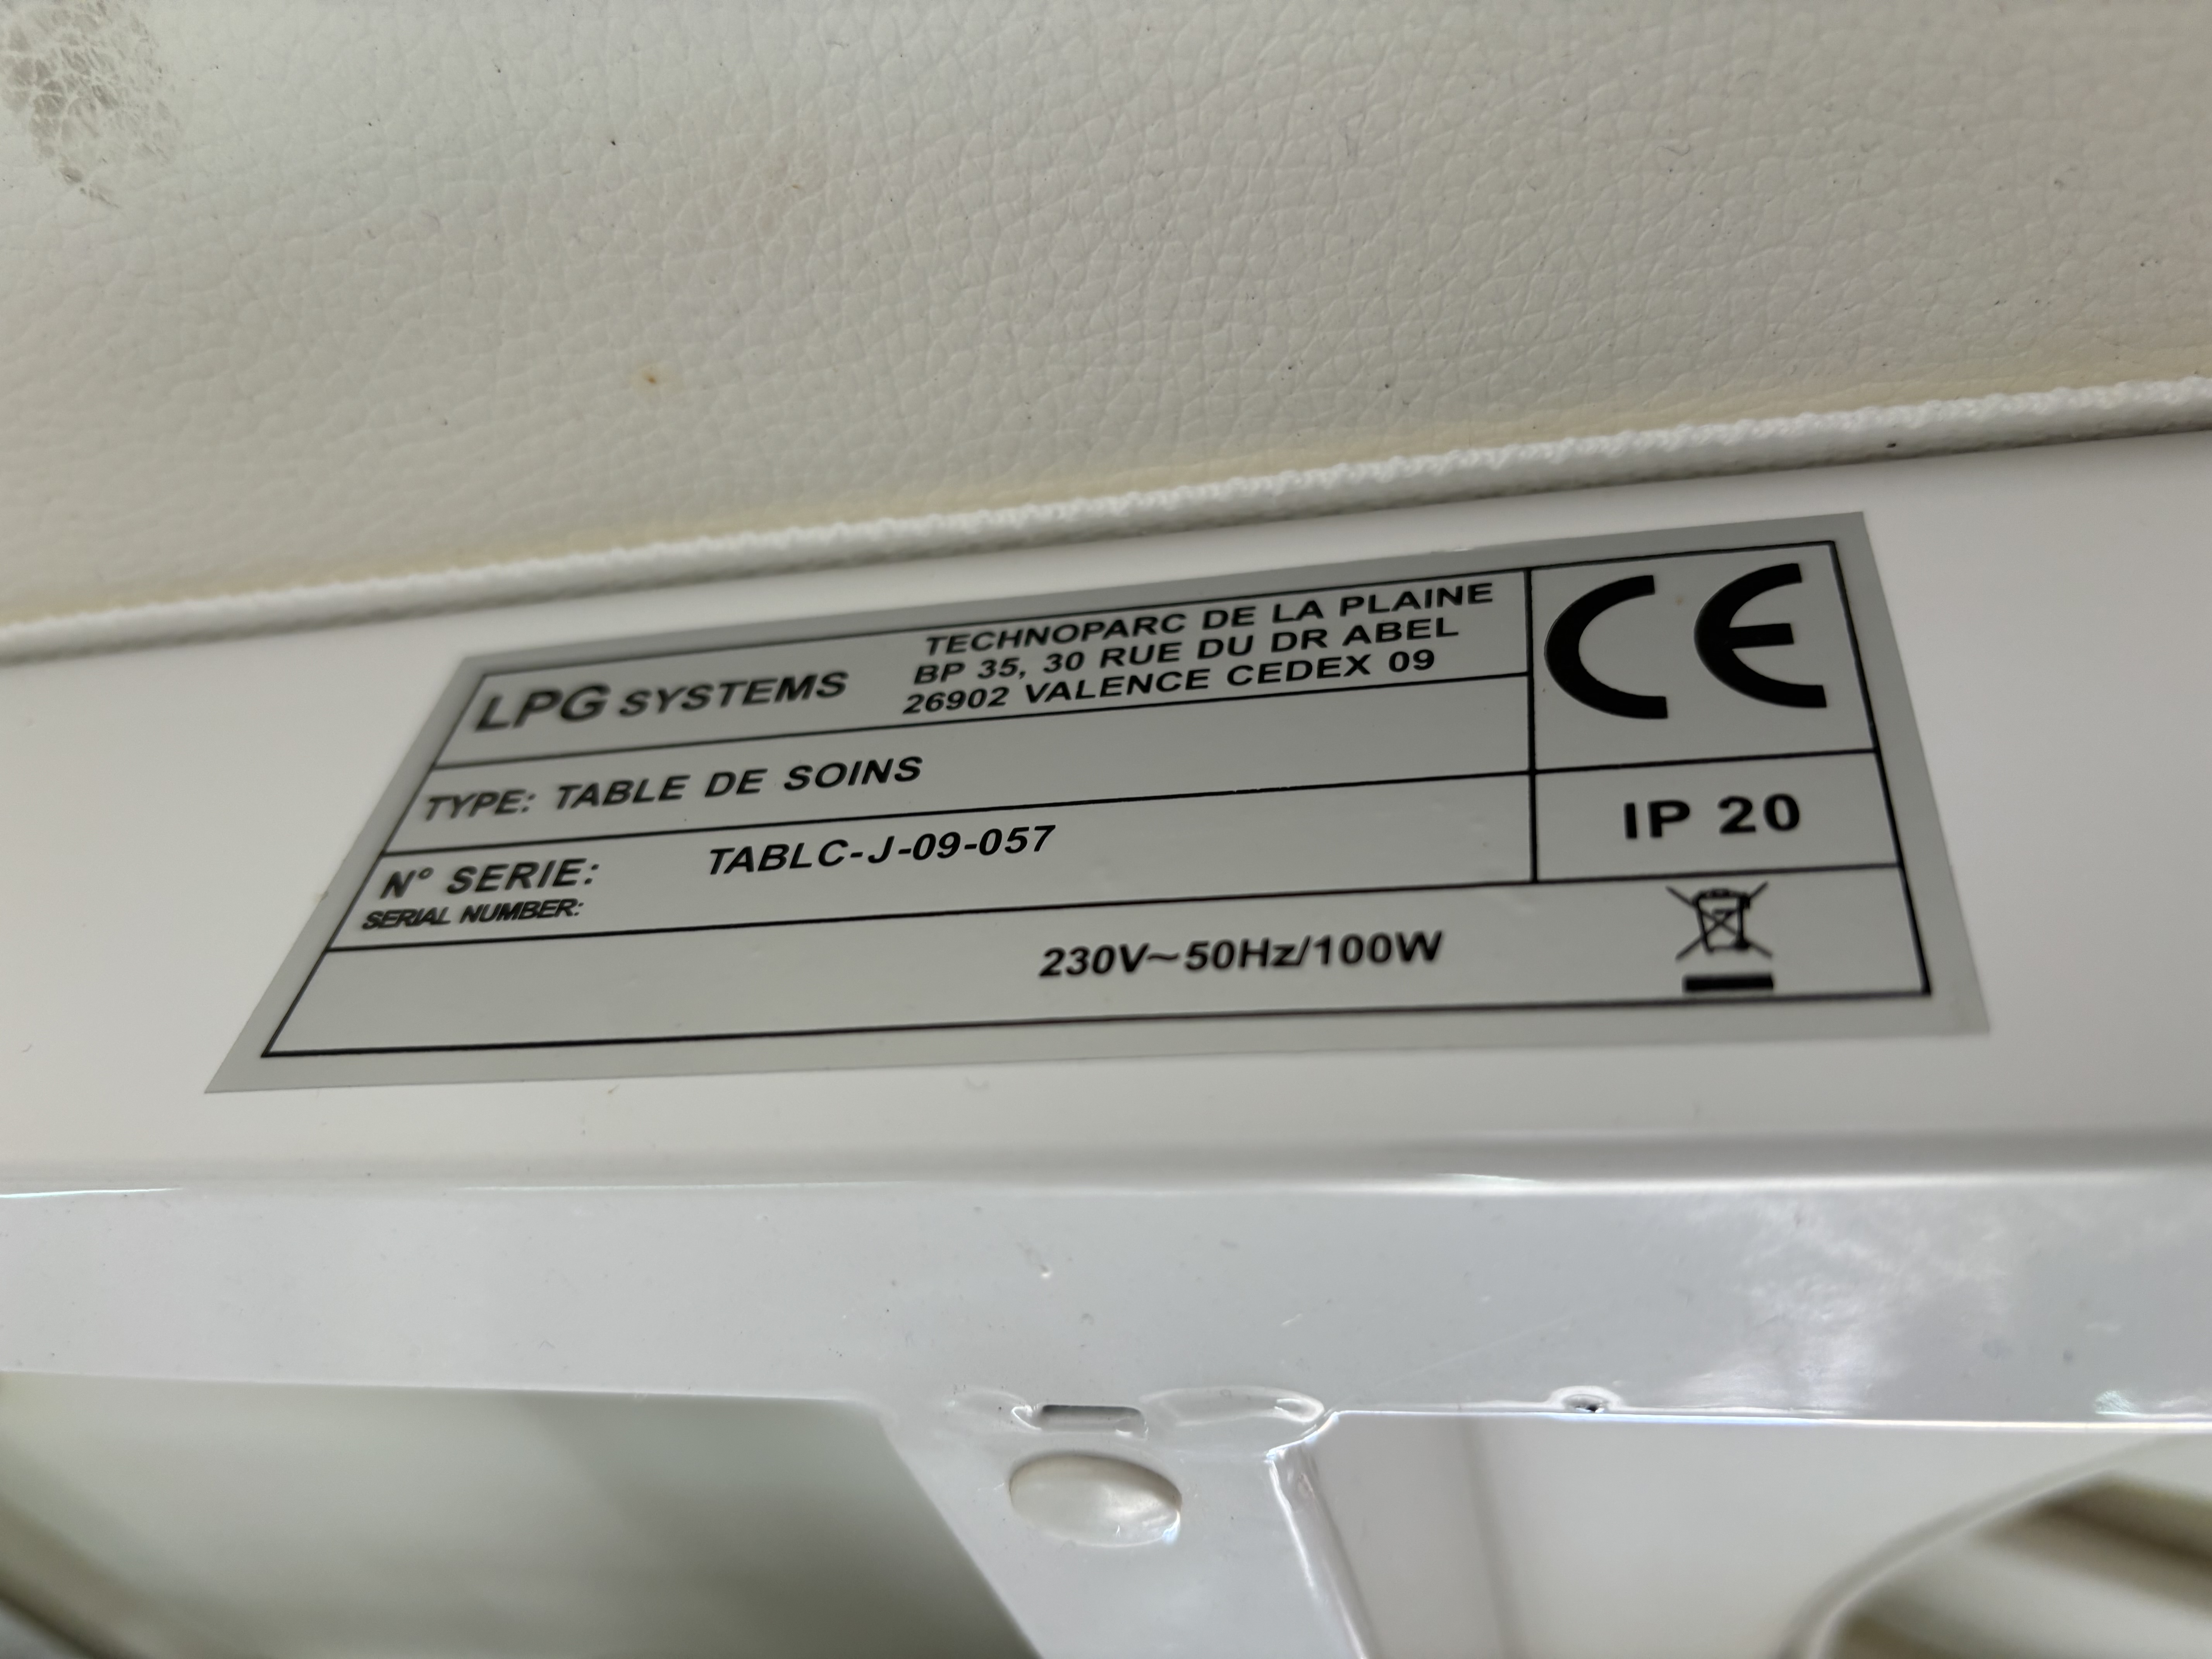 LPG SYSTEMS
TECHNOPARC DE LA PLAINE
BP 35, 30 RUE DU DR ABEL
26902 VALENCE CEDEX 09
CE
TYPE: TABLE DE SOINS
IP 20
N° SERIE: TABLC-J-09-057
SERIAL NUMBER:
230V~50Hz/100W